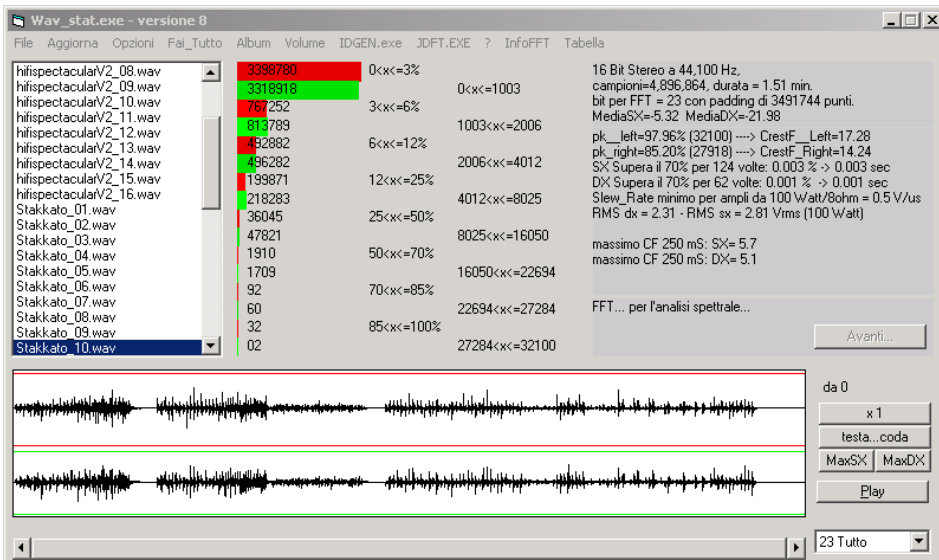 Wav_stat.exe - versione 8
File Aggiorna Opzioni Fai_Tutto Album Volume IDGEN.exe JDFT.EXE ? InfoFFT Tabella
hifispectacularV2_08.wav
hifispectacularV2_09.wav
hifispectacularV2_10.wav
hifispectacularV2_11.wav
hifispectacularV2_12.wav
hifispectacularV2_13.wav
hifispectacularV2_14.wav
hifispectacularV2_15.wav
hifispectacularV2_16.wav
Stakkato_01.wav
Stakkato_02.wav
Stakkato_03.wav
Stakkato_04.wav
Stakkato_05.wav
Stakkato_06.wav
Stakkato_07.wav
Stakkato_08.wav
Stakkato_09.wav
Stakkato_10.wav
3398780 0<x<=3%
3318918 0<x<=1003
767252 3<x<=6%
813789 1003<x<=2006
492882 6<x<=12%
496282 2006<x<=4012
199871 12<x<=25%
218283 4012<x<=8025
36045 25<x<=50%
47821 8025<x<=16050
1910 50<x<=70%
1709 16050<x<=22694
92 70<x<=85%
60 22694<x<=27284
32 85<x<=100%
02 27284<x<=32100
16 Bit Stereo a 44,100 Hz,
campioni=4,896,864, durata = 1.51 min.
bit per FFT = 23 con padding di 3491744 punti.
MediaSX=-5.32 MediaDX=-21.98
pk__left=97.96% (32100) ----> CrestF__Left=17.28
pk_right=85.20% (27918) ----> CrestF_Right=14.24
SX Supera il 70% per 124 volte: 0.003 % -> 0.003 sec
DX Supera il 70% per 62 volte: 0.001 % -> 0.001 sec
Slew_Rate minimo per ampli da 100 Watt/8ohm = 0.5 V/us
RMS dx = 2.31 - RMS sx = 2.81 Vrms (100 Watt)
massimo CF 250 mS: SX= 5.7
massimo CF 250 mS: DX= 5.1
FFT... per l'analisi spettrale...
Avanti...
da 0
x 1
testa...coda
MaxSX MaxDX
Play
23 Tutto